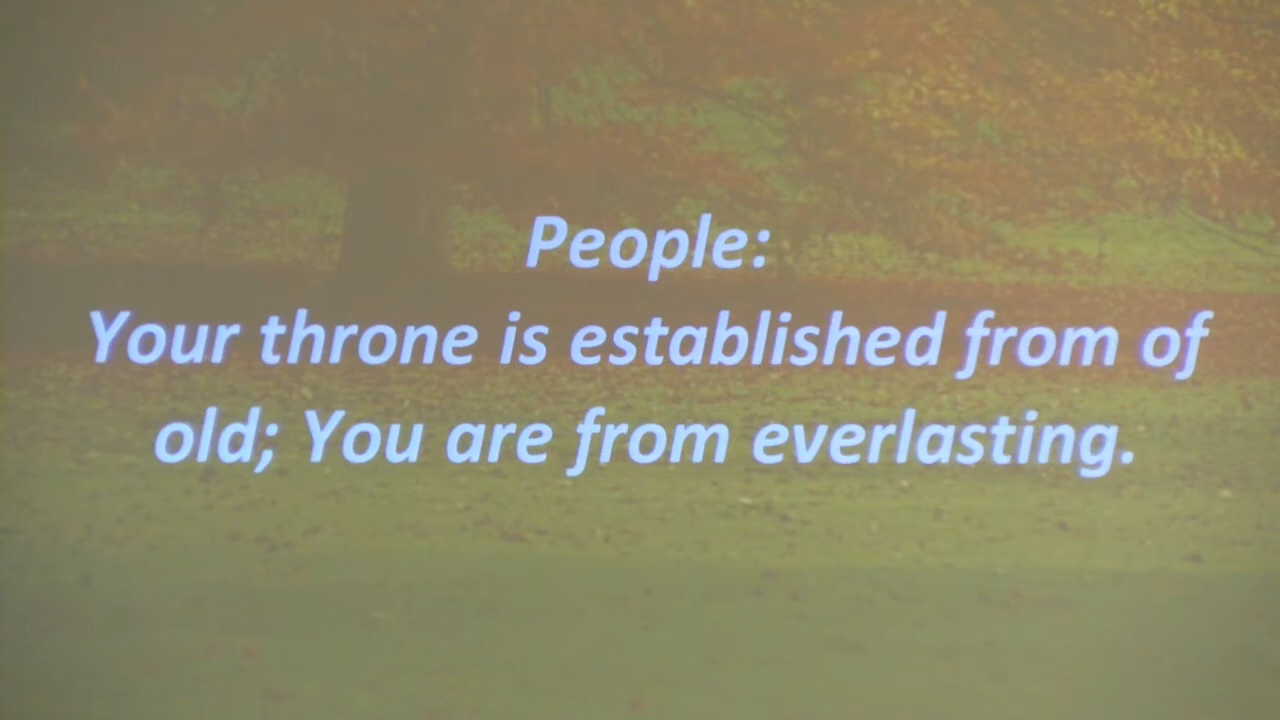 People:
Your throne is established from of
old; You are from everlasting.